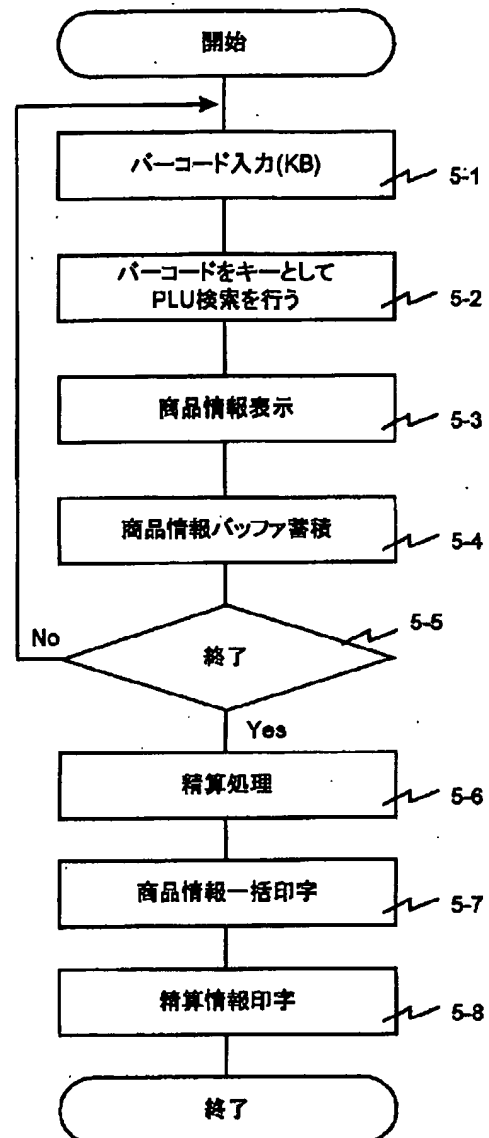 開始
バーコード入力(KB)
5-1
バーコードをキーとして
PLU検索を行う
5-2
商品情報表示
5-3
商品情報バッファ蓄積
5-4
5-5
No
終了
Yes
精算処理
5-6
商品情報一括印字
5-7
精算情報印字
5-8
終了